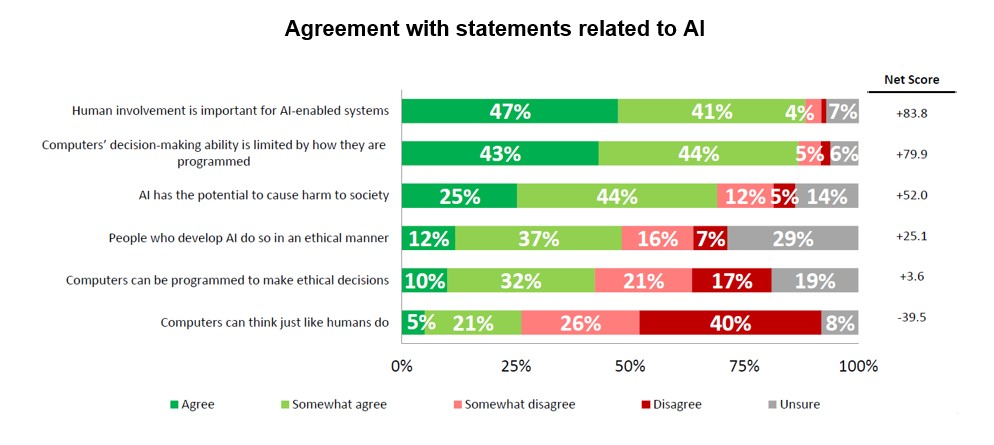 Agreement with statements related to AI
Net Score
Human involvement is important for AI-enabled systems 47% 41% 4% 7% +83.8
Computers’ decision-making ability is limited by how they are
programmed 43% 44% 5% 6% +79.9
AI has the potential to cause harm to society 25% 44% 12% 5% 14% +52.0
People who develop AI do so in an ethical manner 12% 37% 16% 7% 29% +25.1
Computers can be programmed to make ethical decisions 10% 32% 21% 17% 19% +3.6
Computers can think just like humans do 5% 21% 26% 40% 8% -39.5
0% 25% 50% 75% 100%
Agree Somewhat agree Somewhat disagree Disagree Unsure